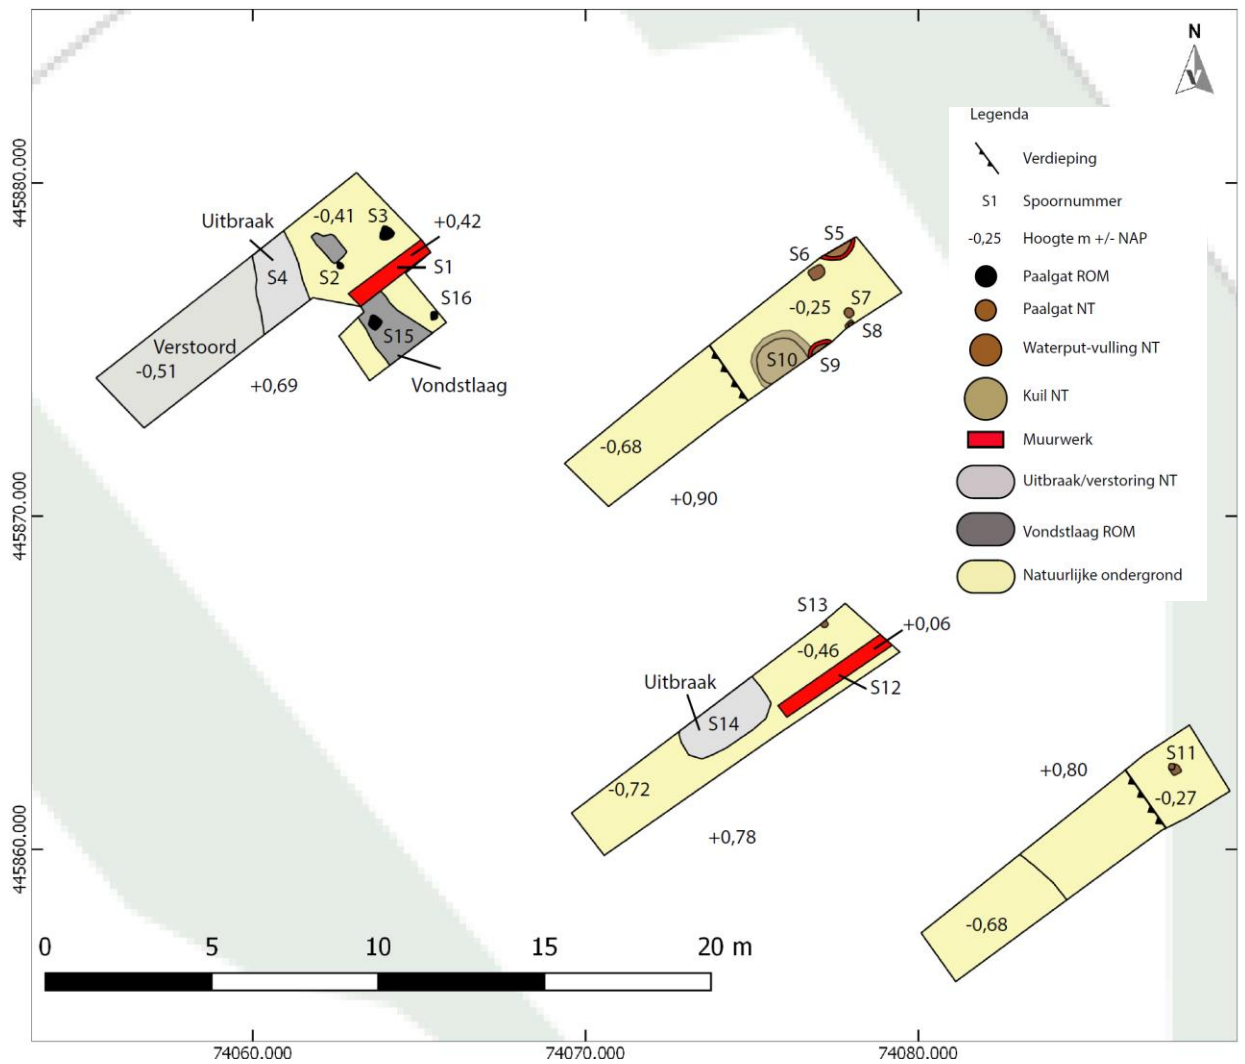 N
Legenda
Verdieping
S1 Spoornummer
-0,25 Hoogte m +/- NAP
Paalgat ROM
Paalgat NT
Waterput-vulling NT
Kuil NT
Muurwerk
Uitbraak/verstoring NT
Vondstlaag ROM
Natuurlijke ondergrond
445880.000
445870.000
445860.000
Uitbraak
-0,41
S3
+0,42
S4
S2
S1
S16
S15
Verstoord
-0,51
+0,69
Vondstlaag
S5
S6
-0,25
S7
S8
S10
S9
-0,68
+0,90
S13
+0,06
-0,46
Uitbraak
S12
S14
-0,72
+0,78
S11
+0,80
-0,27
-0,68
0 5 10 15 20 m
74060.000 74070.000 74080.000